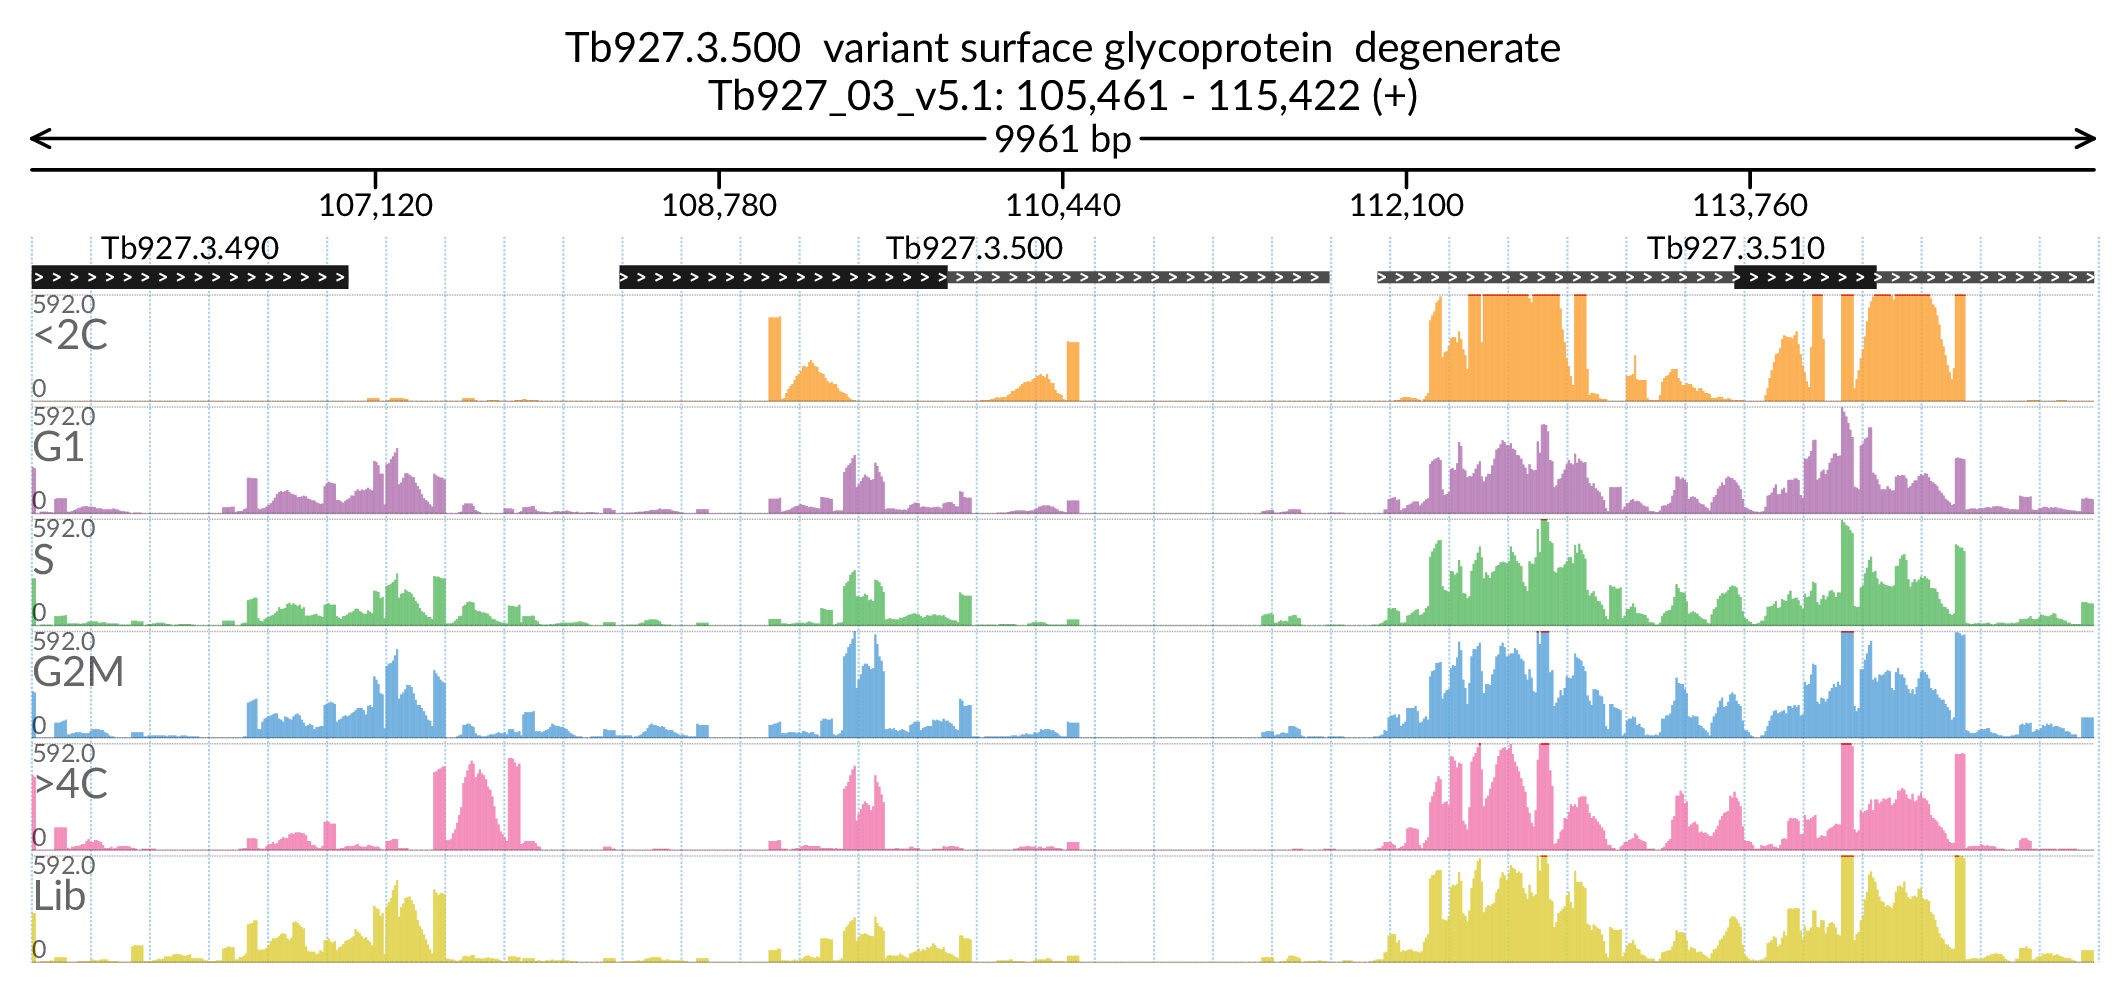 Tb927.3.500 variant surface glycoprotein degenerate
Tb927_03_v5.1: 105,461 - 115,422 (+)
9961 bp
107,120 108,780 110,440 112,100 113,760
Tb927.3.490 Tb927.3.500 Tb927.3.510
592.0
<2C
0
592.0
G1
0
592.0
S
0
592.0
G2M
0
592.0
>4C
0
592.0
Lib
0